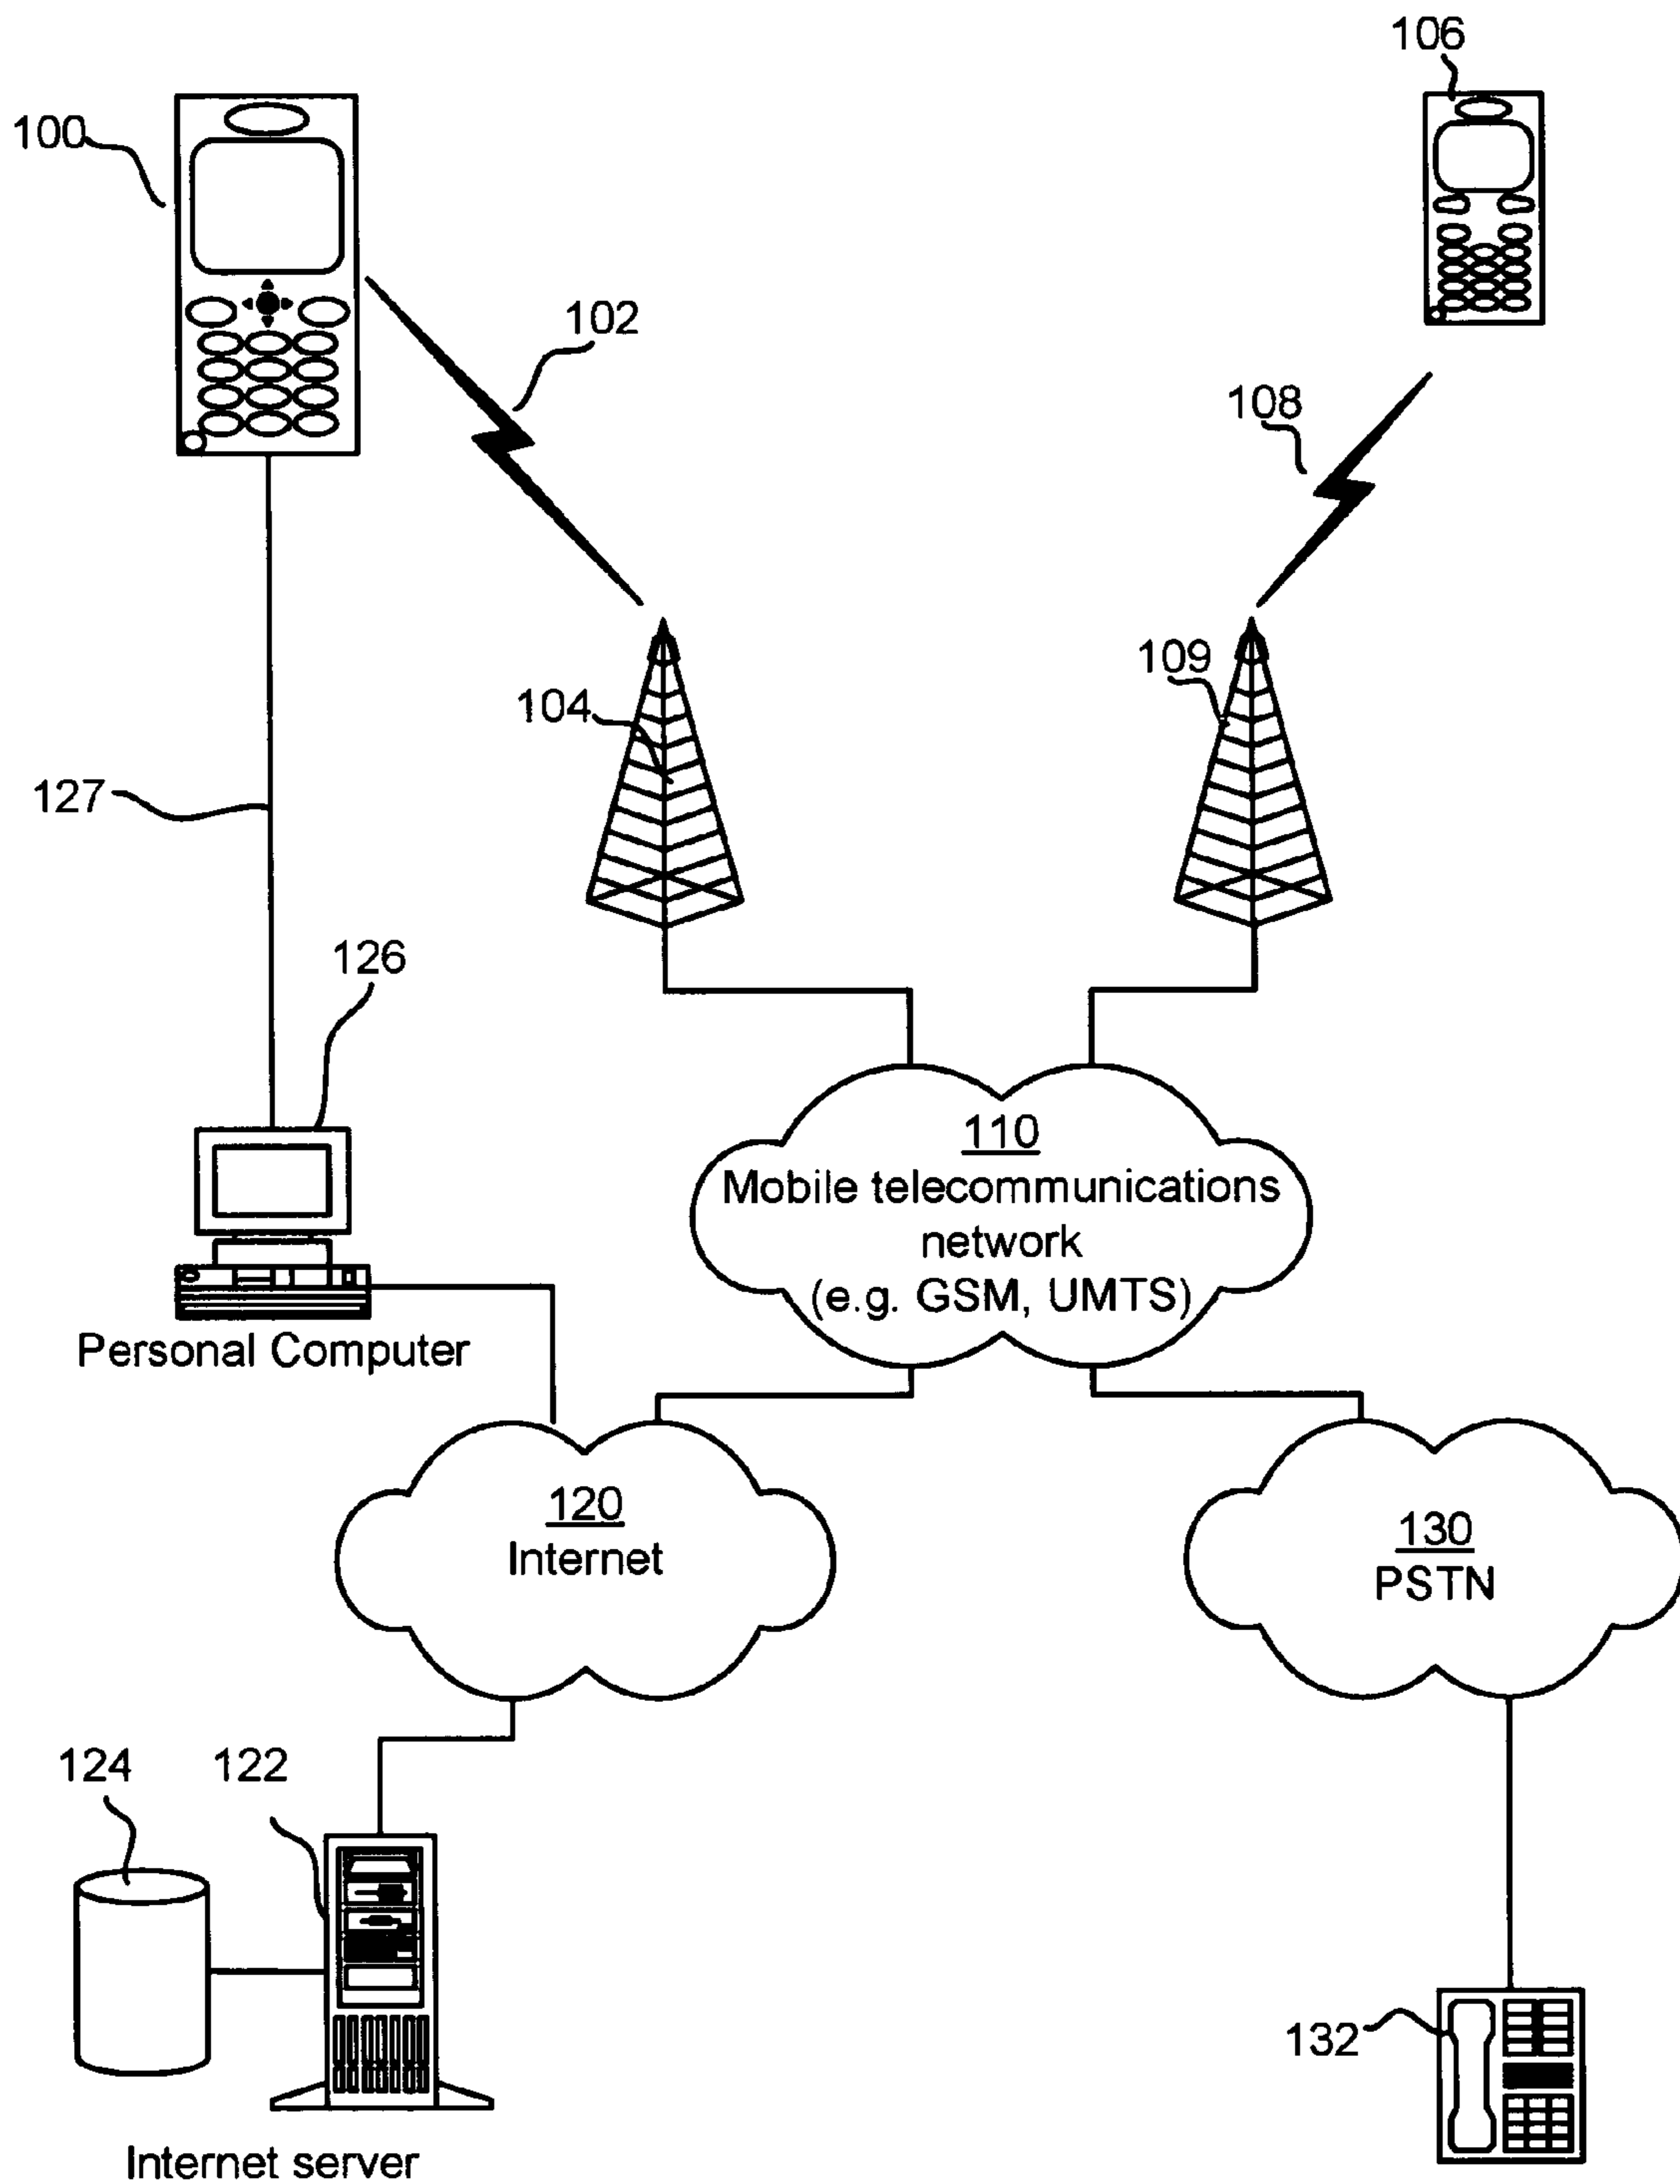 106
100
102
108
109
104
127
126
110
Mobile telecommunications
network
(e.g. GSM, UMTS)
Personal Computer
120
Internet
130
PSTN
124
122
132
Internet server